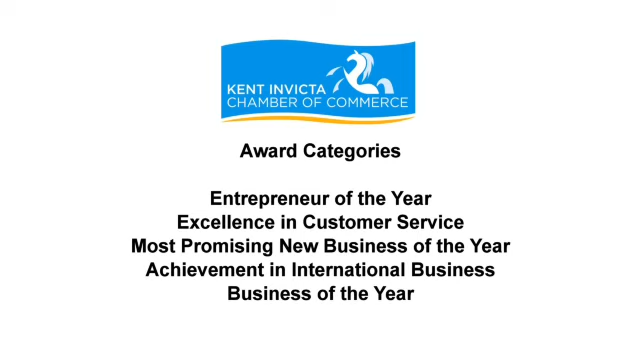 KENT INVICTA
CHAMBER OF COMMERCE
Award Categories
Entrepreneur of the Year
Excellence in Customer Service
Most Promising New Business of the Year
Achievement in International Business
Business of the Year